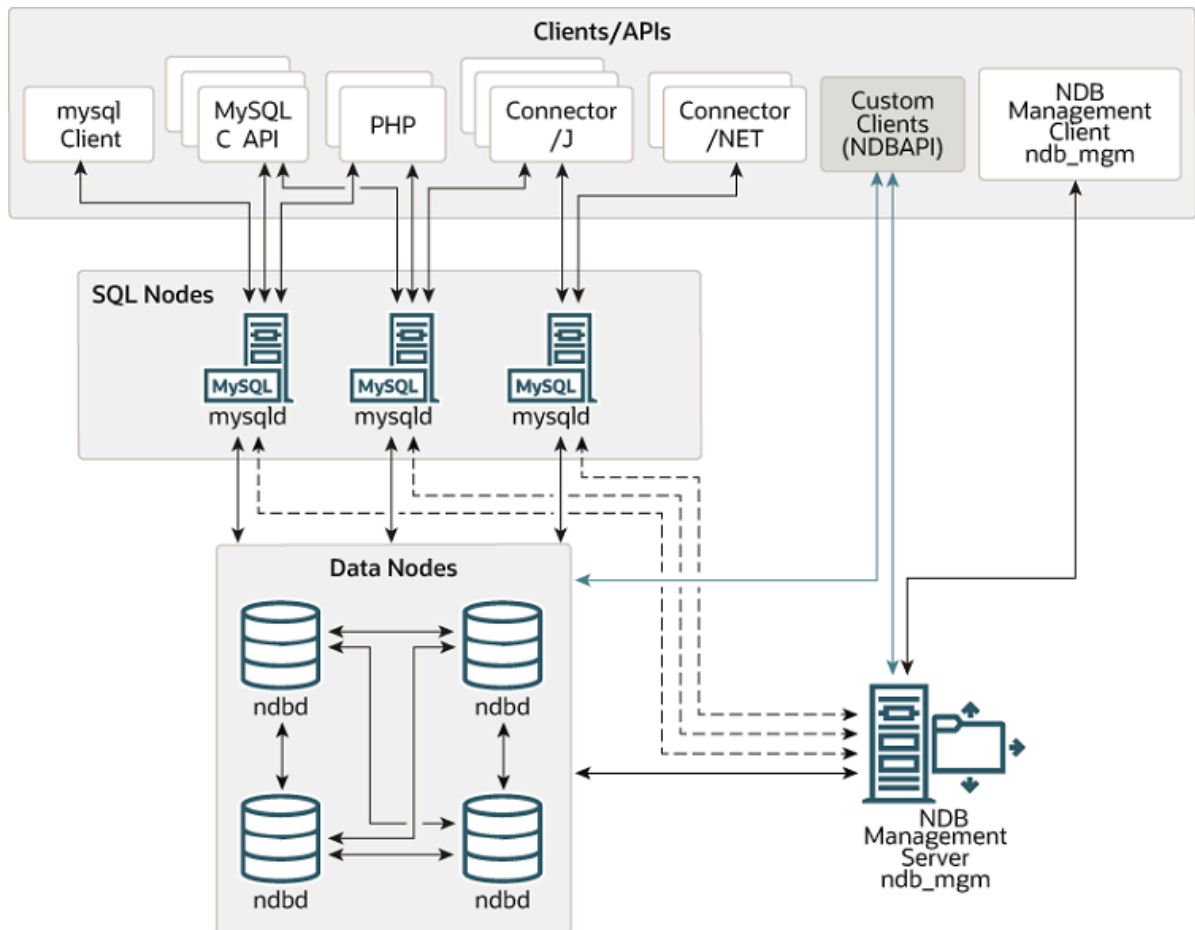 Clients/APIs
mysql
Client
MySQL
C API
PHP
Connector
/J
Connector
/NET
Custom
Clients
(NDBAPI)
NDB
Management
Client
ndb_mgm
SQL Nodes
MySQL
mysqld
MySQL
mysqld
MySQL
mysqld
Data Nodes
ndbd
ndbd
ndbd
ndbd
NDB
Management
Server
ndb_mgm